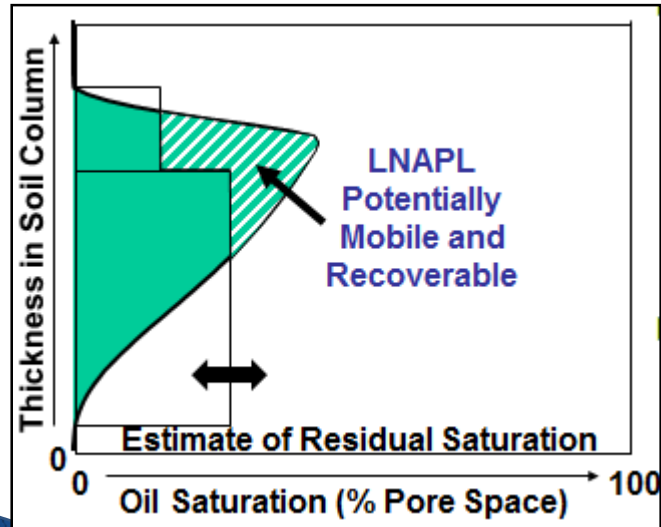 Thickness in Soil Column
LNAPL
Potentially
Mobile and
Recoverable
Estimate of Residual Saturation
0
0
100
Oil Saturation (% Pore Space)